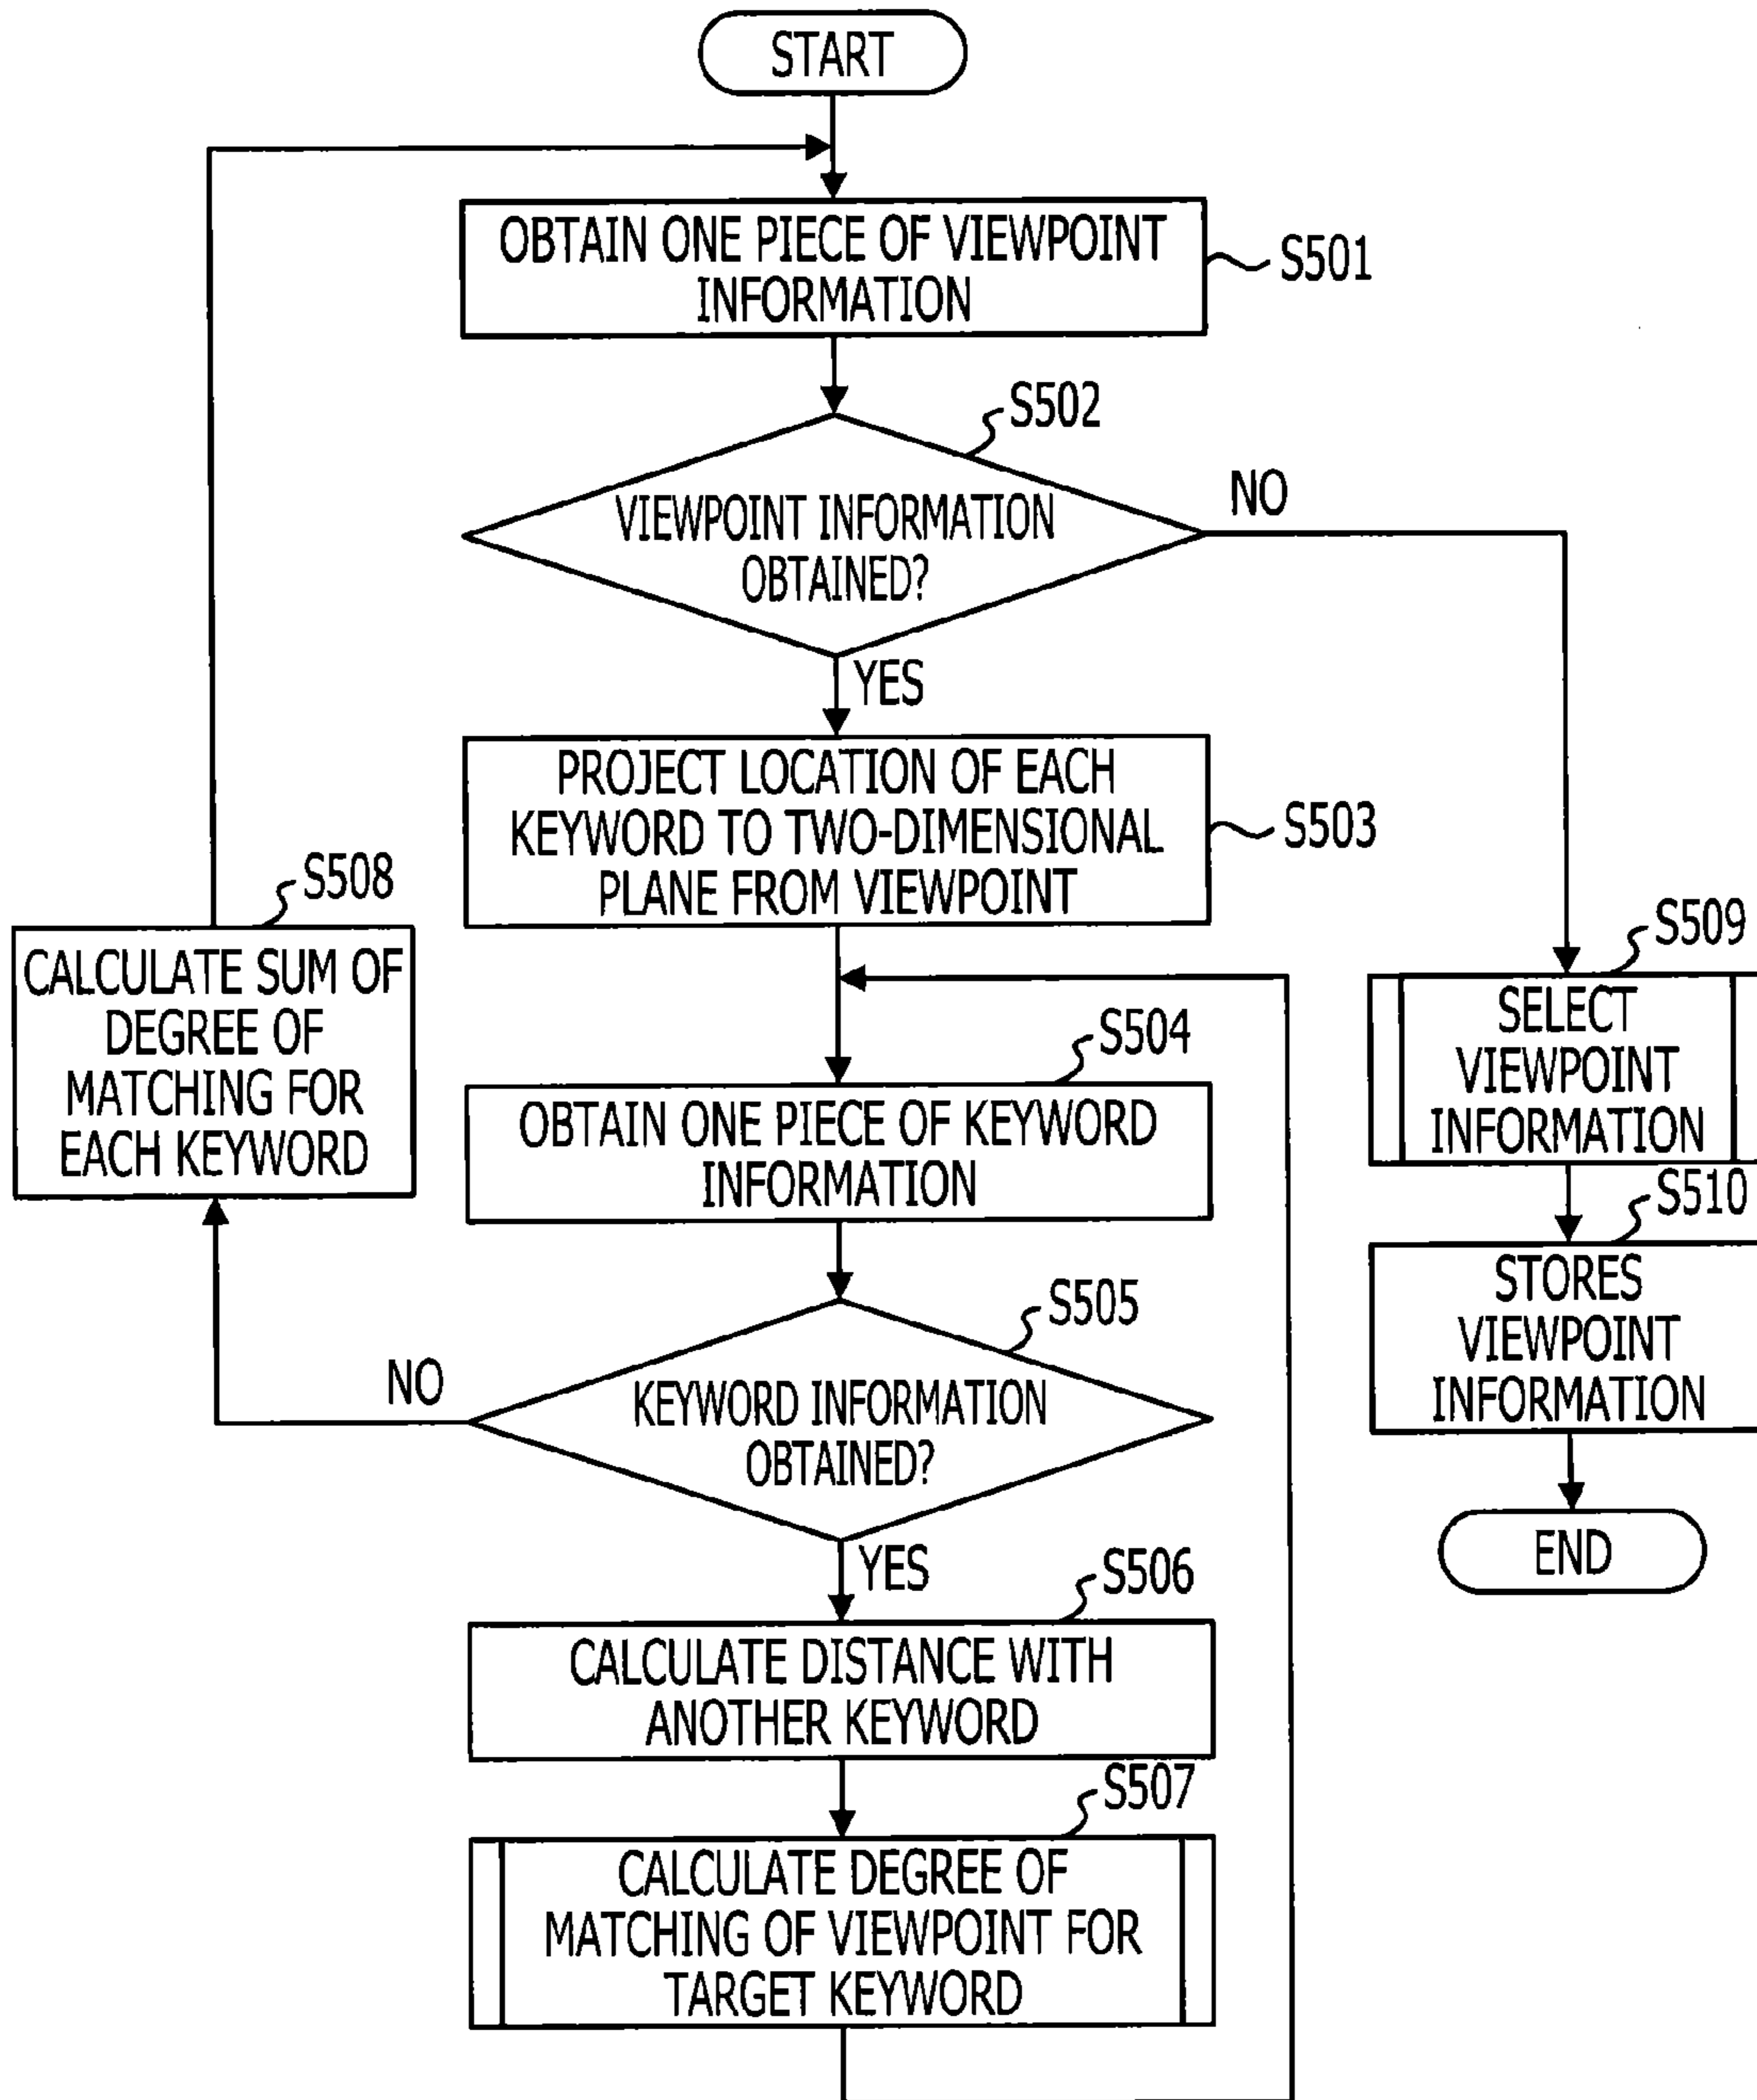 START
OBTAIN ONE PIECE OF VIEWPOINT
INFORMATION
S501
S502
VIEWPOINT INFORMATION
OBTAINED?
NO
YES
PROJECT LOCATION OF EACH
KEYWORD TO TWO-DIMENSIONAL
PLANE FROM VIEWPOINT
S503
S508
CALCULATE SUM OF
DEGREE OF
MATCHING FOR
EACH KEYWORD
S509
SELECT
VIEWPOINT
INFORMATION
S504
OBTAIN ONE PIECE OF KEYWORD
INFORMATION
S510
STORES
VIEWPOINT
INFORMATION
S505
KEYWORD INFORMATION
OBTAINED?
NO
YES
END
S506
CALCULATE DISTANCE WITH
ANOTHER KEYWORD
S507
CALCULATE DEGREE OF
MATCHING OF VIEWPOINT FOR
TARGET KEYWORD